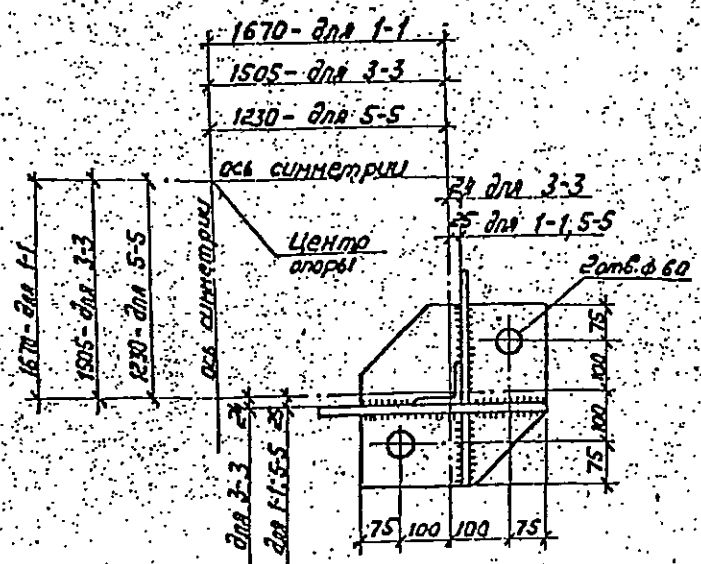 1670 - для 1-1
1505 - для 3-3
1230 - для 5-5
ось симметрии
24 для 3-3
25 для 1-1, 5-5
Центр
опоры
2 отв. ф 60
1670 - для 1-1
1505 - для 3-3
1230 - для 5-5
ось симметрии
для 3-3 24
для 1-1; 5-5 25
75
100
100
75
75
100
100
75